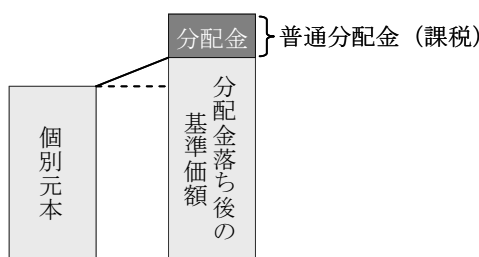 分配金
普通分配金（課税）
個別元本
分配金落ち後の
基準価額